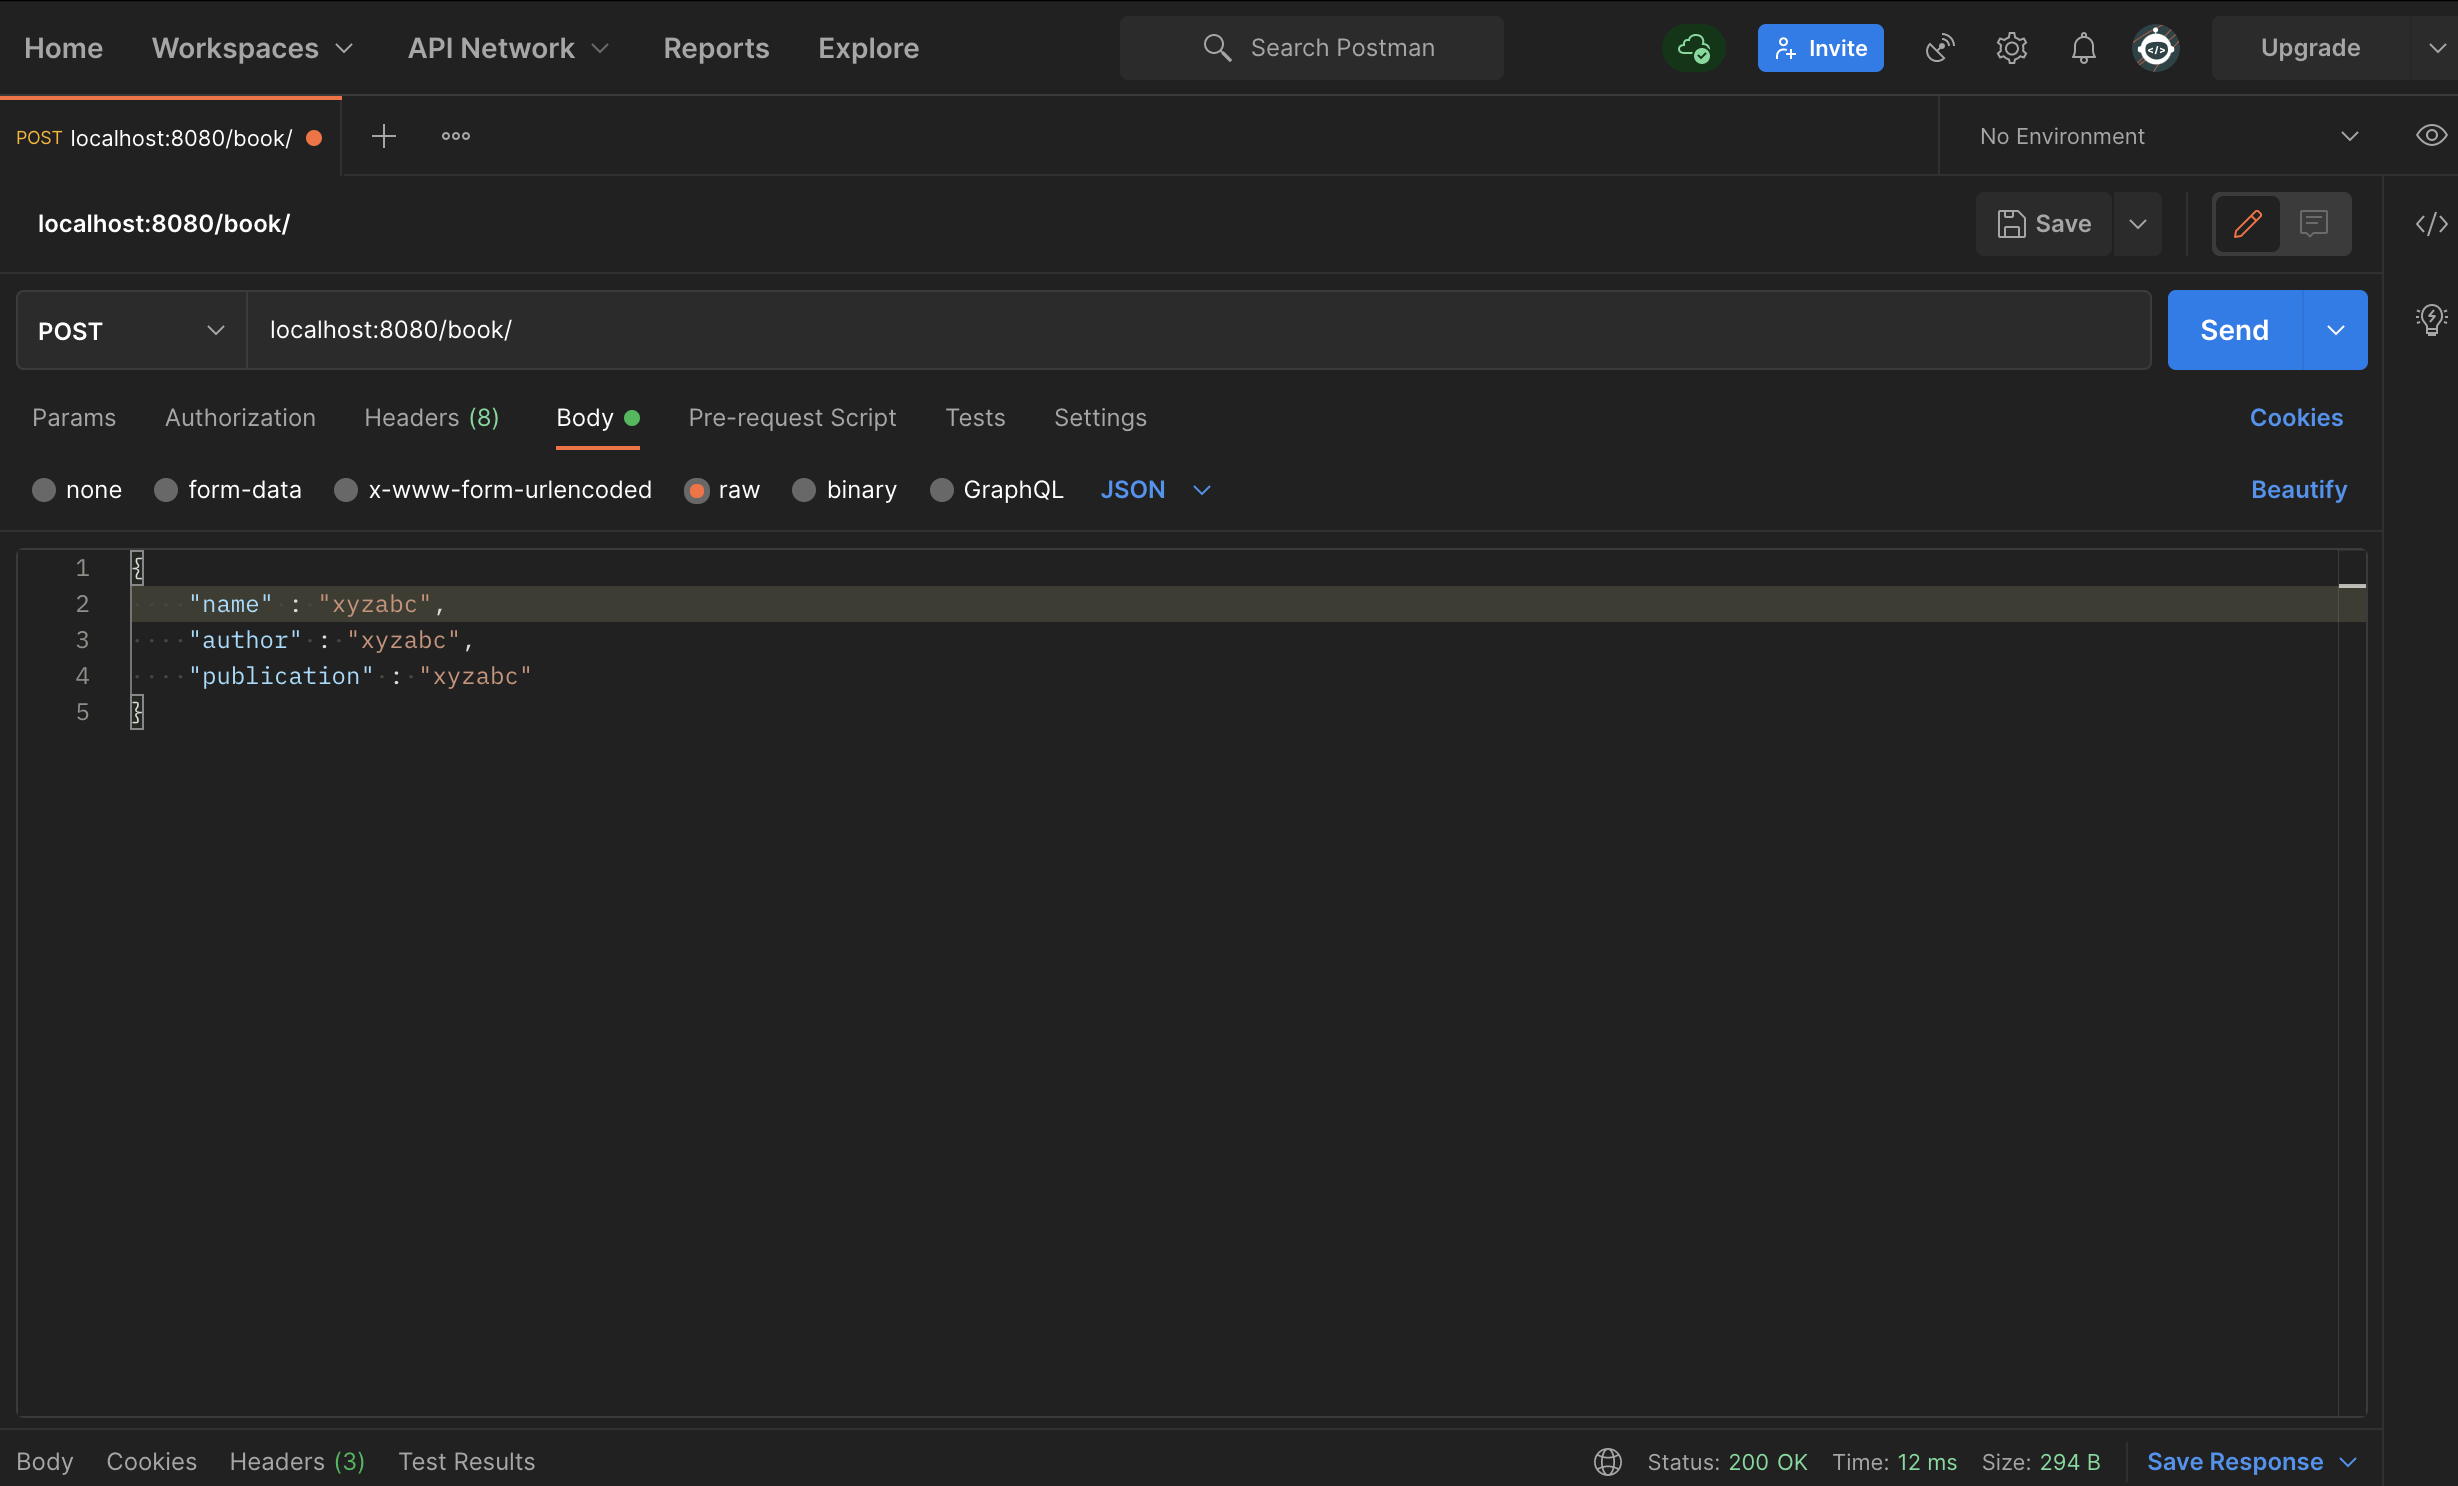 Home Workspaces API Network Reports Explore Search Postman Invite Upgrade
POST localhost:8080/book/ No Environment
localhost:8080/book/ Save
POST localhost:8080/book/ Send
Params Authorization Headers (8) Body Pre-request Script Tests Settings Cookies
none form-data x-www-form-urlencoded raw binary GraphQL JSON Beautify
1 {
2 "name" : "xyzabc",
3 "author" : "xyzabc",
4 "publication" : "xyzabc"
5 }
Body Cookies Headers (3) Test Results Status: 200 OK Time: 12 ms Size: 294 B Save Response